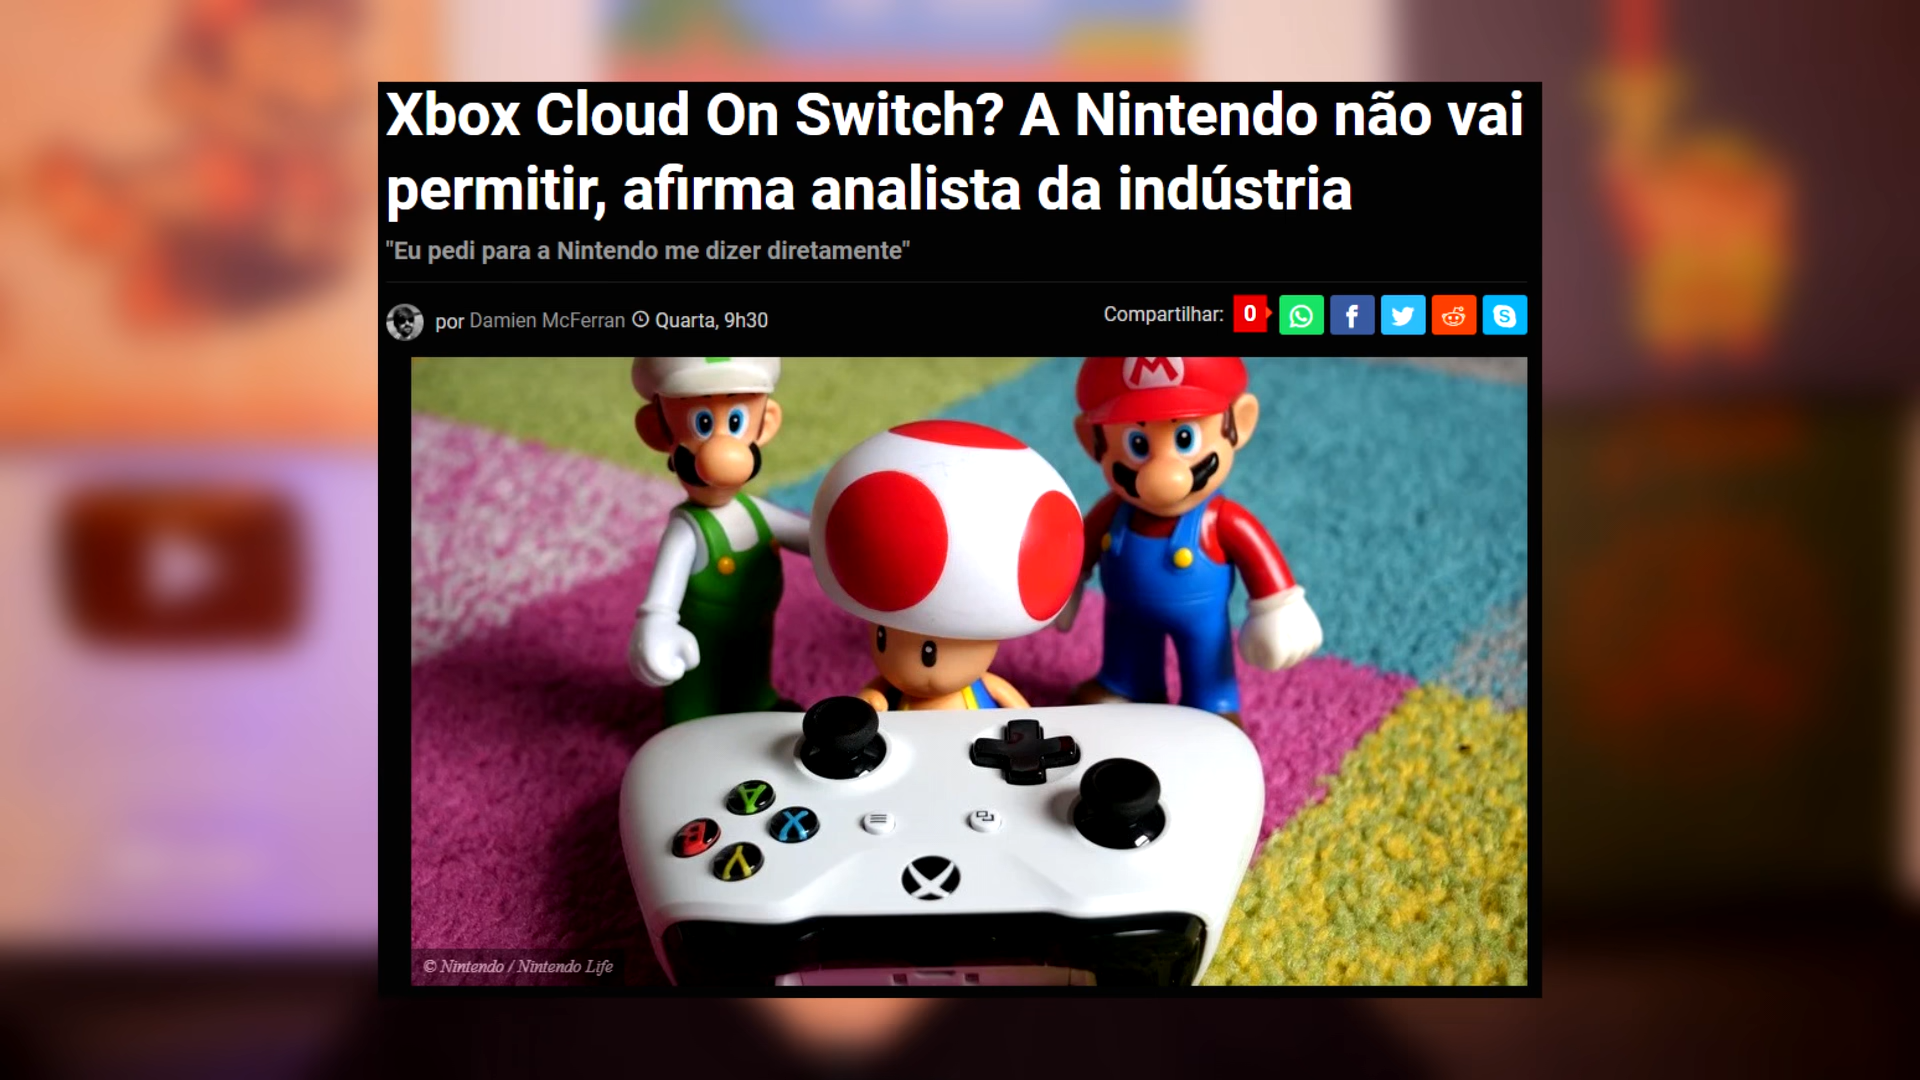 Xbox Cloud On Switch? A Nintendo não vai
permitir, afirma analista da indústria
"Eu pedi para a Nintendo me dizer diretamente"
por Damien McFerran Quarta, 9h30
Compartilhar: 0
M
A
B
X
Y
© Nintendo / Nintendo Life